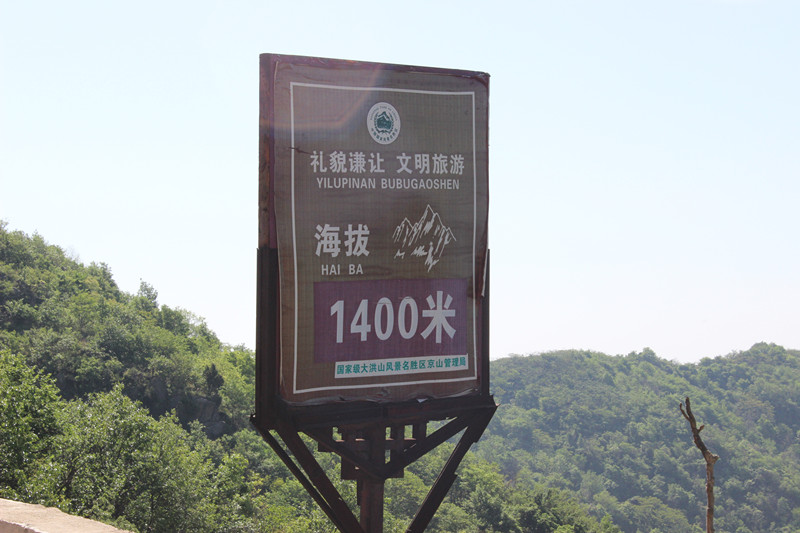 礼貌谦让 文明旅游
YILUPINAN BUBUGAOSHEN
海拔
HAI BA
1400米
国家级大洪山风景名胜区京山管理局